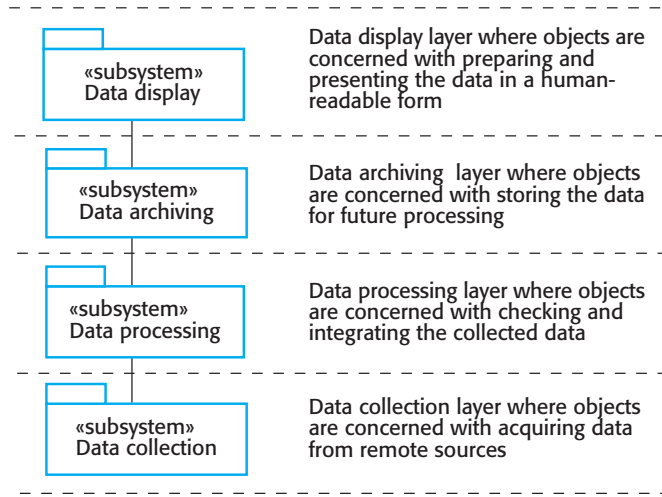 «subsystem»
Data display
Data display layer where objects are
concerned with preparing and
presenting the data in a human-
readable form
«subsystem»
Data archiving
Data archiving layer where objects
are concerned with storing the data
for future processing
«subsystem»
Data processing
Data processing layer where objects
are concerned with checking and
integrating the collected data
«subsystem»
Data collection
Data collection layer where objects
are concerned with acquiring data
from remote sources